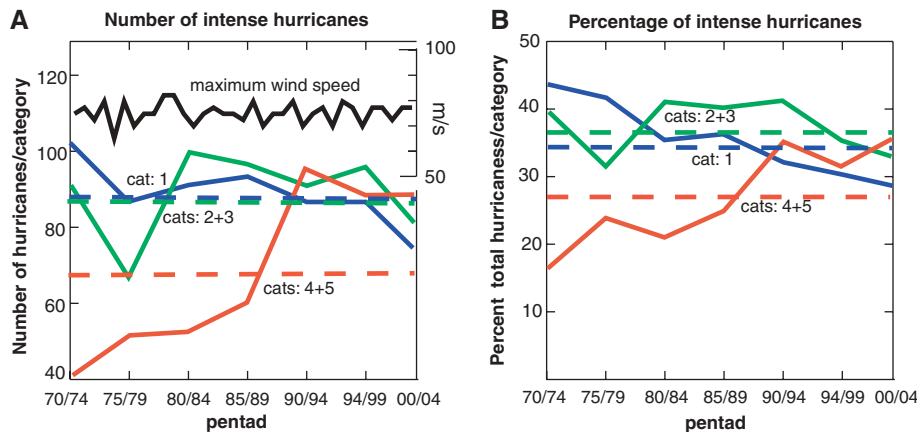 A
Number of intense hurricanes
Number of hurricanes/category
120
100
80
60
40
100
50
m/s
maximum wind speed
cat: 1
cats: 2+3
cats: 4+5
70/74 75/79 80/84 85/89 90/94 94/99 00/04
pentad
B
Percentage of intense hurricanes
Percent total hurricaness/category
50
40
30
20
10
cats: 2+3
cat: 1
cats: 4+5
70/74 75/79 80/84 85/89 90/94 94/99 00/04
pentad